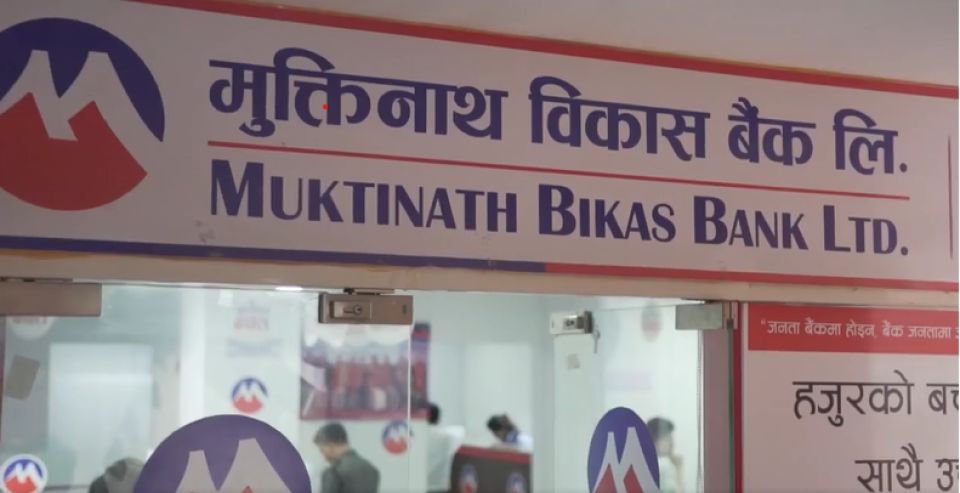 मुक्तिनाथ विकास बैंक लि.
MUKTINATH BIKAS BANK LTD.
"जनता बैंकमा होइन, बैंक जनतामा
हजुरको
साथै